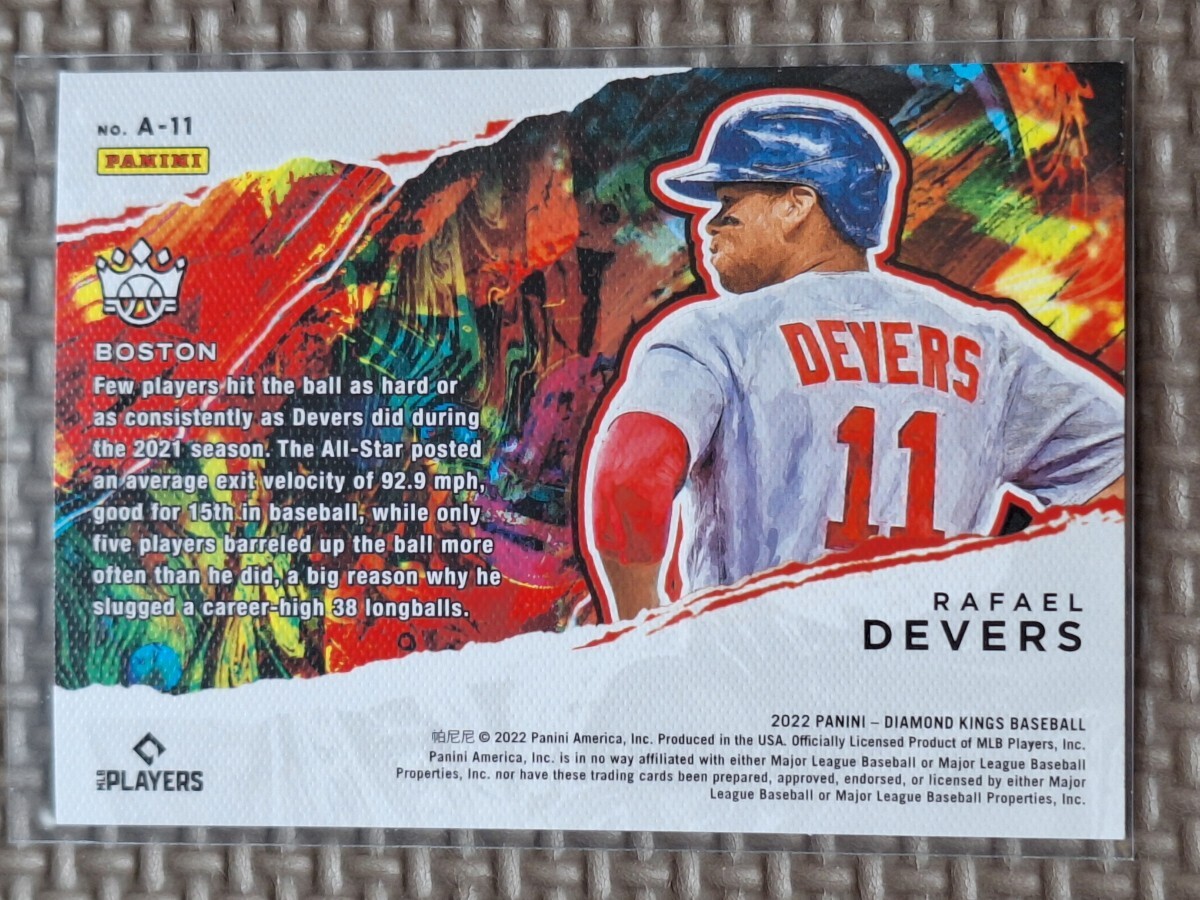 NO. A-11
PANINI
BOSTON
Few players hit the ball as hard or
as consistently as Devers did during
the 2021 season. The All-Star posted
an average exit velocity of 92.9 mph,
good for 15th in baseball, while only
five players barreled up the ball more
often than he did, a big reason why he
slugged a career-high 38 longballs.
DEVERS
11
RAFAEL
DEVERS
2022 PANINI – DIAMOND KINGS BASEBALL
帕尼尼 © 2022 Panini America, Inc. Produced in the USA. Officially Licensed Product of MLB Players, Inc.
Panini America, Inc. is in no way affiliated with either Major League Baseball or Major League Baseball
Properties, Inc. nor have these trading cards been prepared, approved, endorsed, or licensed by either Major
League Baseball or Major League Baseball Properties, Inc.
MLB PLAYERS